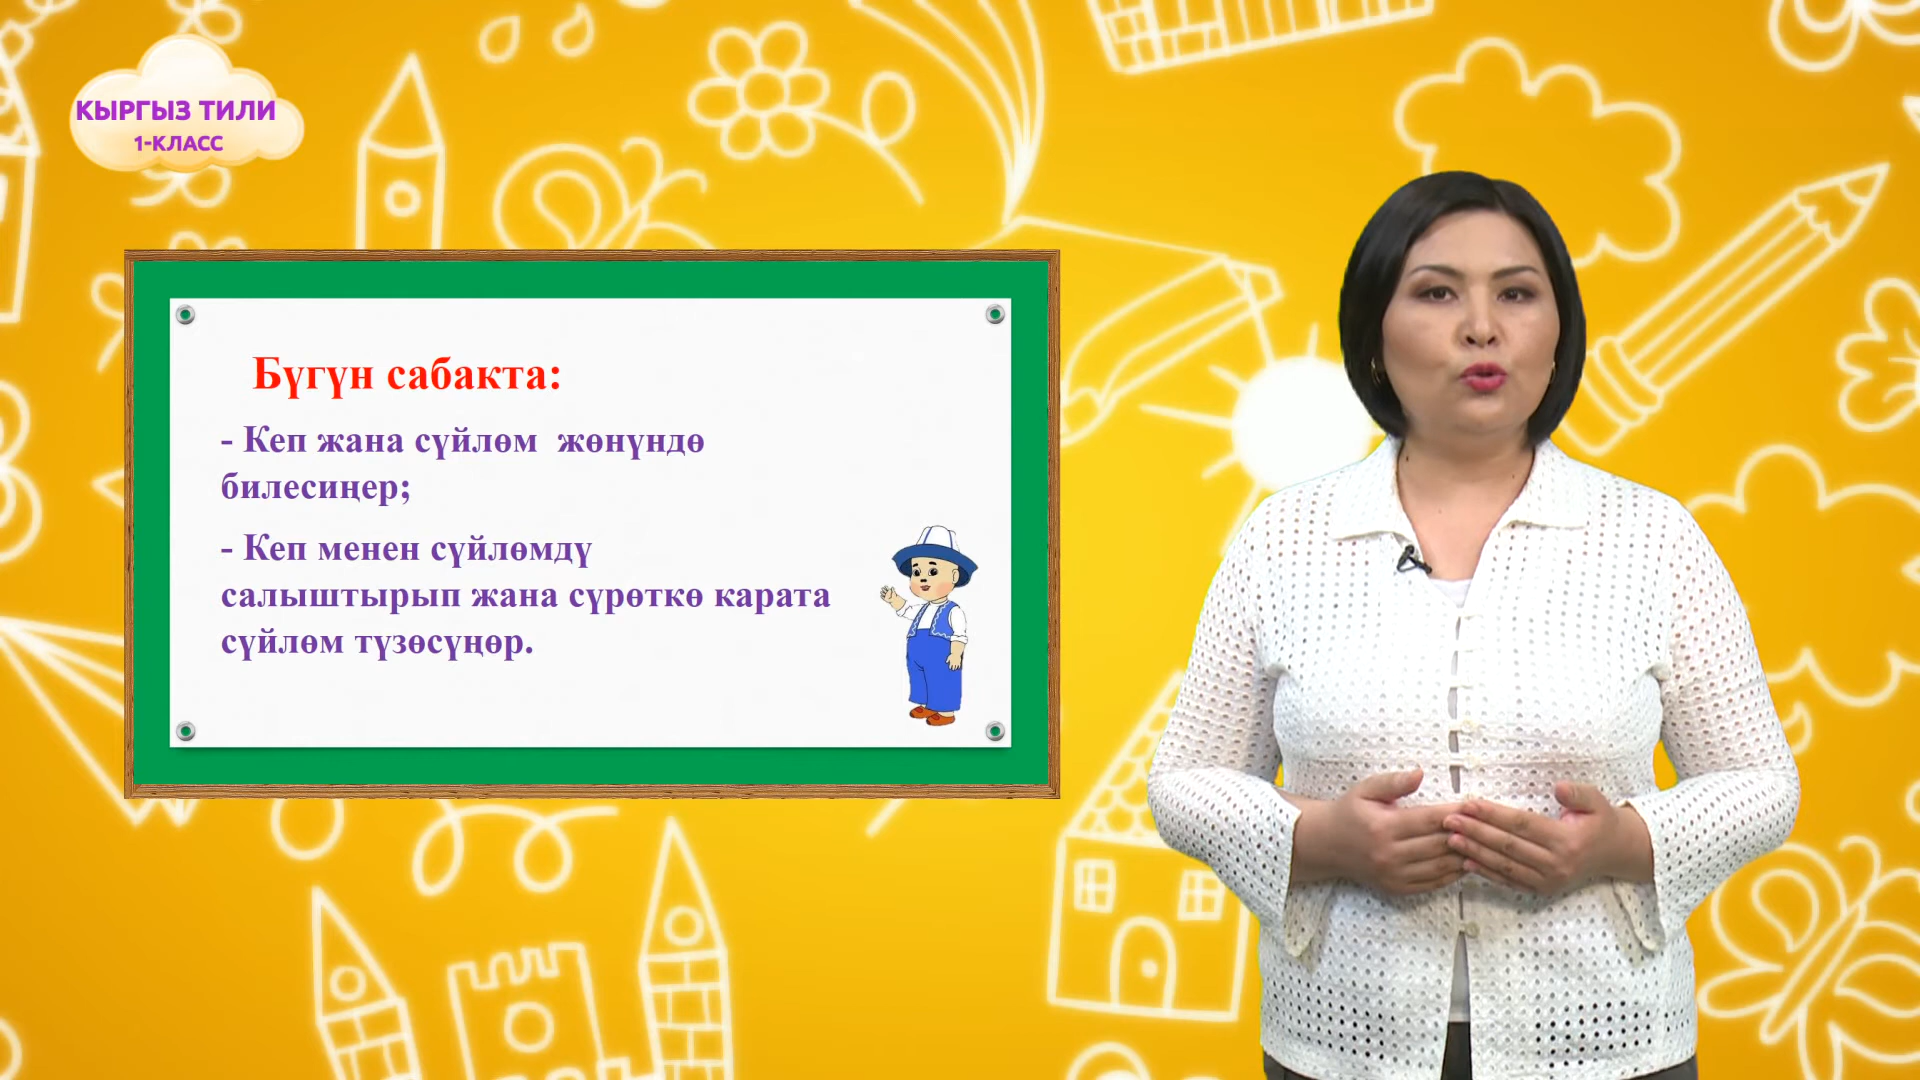 КЫРГЫЗ ТИЛИ
1-КЛАСС
Бүгүн сабакта:
- Кеп жана сүйлөм жөнүндө
билесиңер;
- Кеп менен сүйлөмдү
салыштырып жана сүрөткө карата
сүйлөм түзөсүңөр.